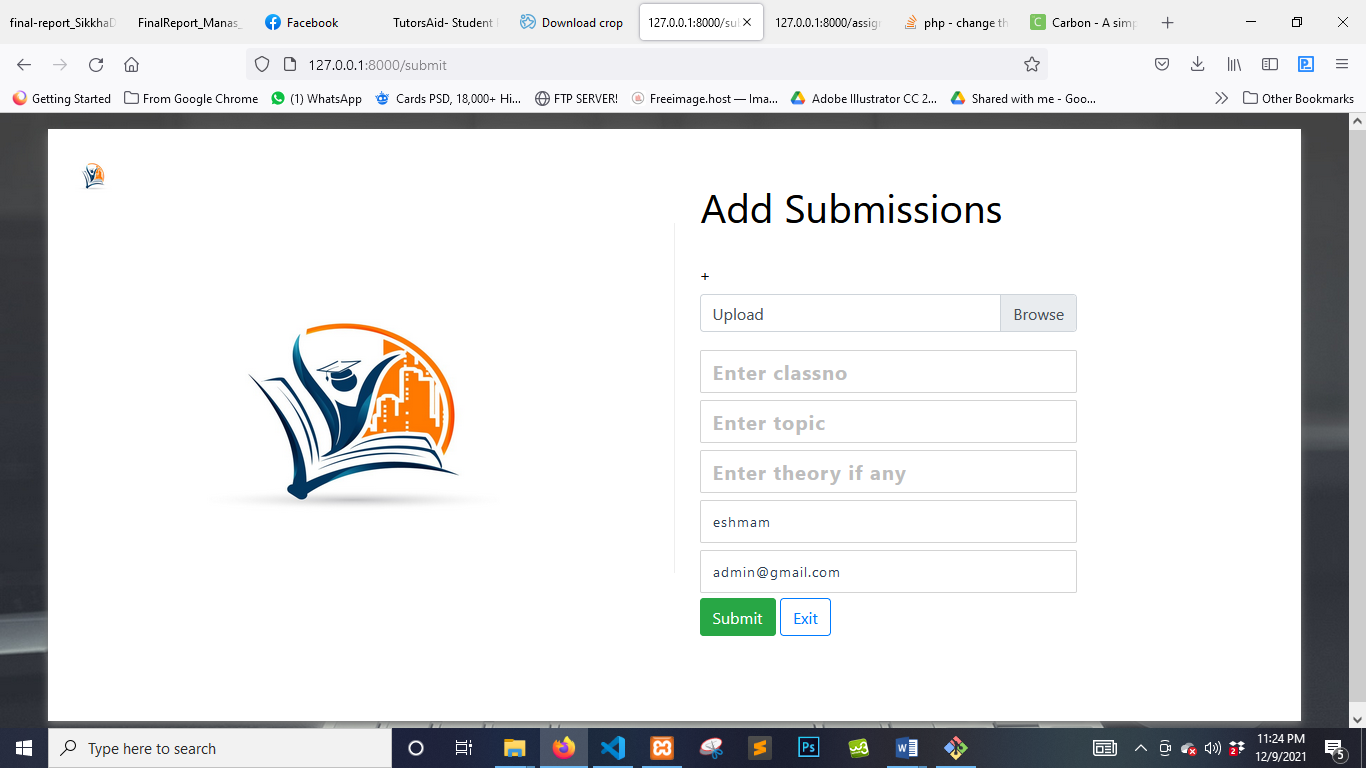 final-report_SikkhaD
FinalReport_Manas_
Facebook
TutorsAid- Student
Download crop
127.0.0.1:8000/sul
127.0.0.1:8000/assig
php - change th
Carbon - A simp
127.0.0.1:8000/submit
Getting Started
From Google Chrome
(1) WhatsApp
Cards PSD, 18,000+ Hi...
FTP SERVER!
Freeimage.host — Ima...
Adobe Illustrator CC 2...
Shared with me - Goo...
Other Bookmarks
Add Submissions
+
Upload
Browse
Enter classno
Enter topic
Enter theory if any
eshmam
admin@gmail.com
Submit
Exit
Type here to search
Ps
11:24 PM
12/9/2021
5